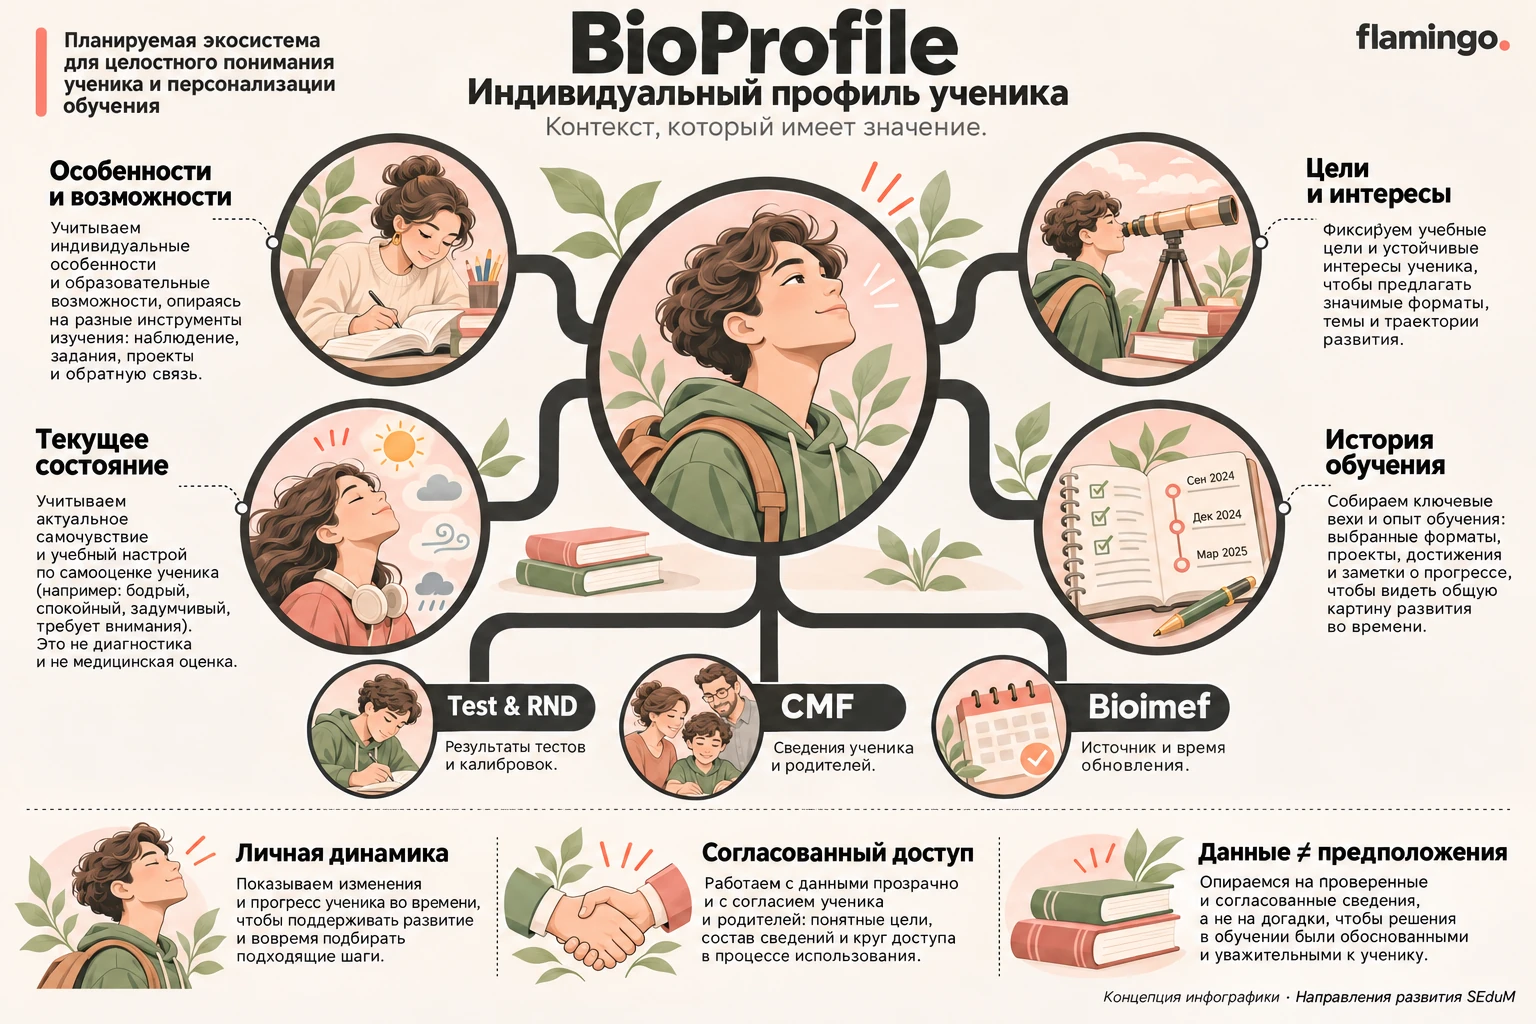 Планируемая экосистема
для целостного понимания
ученика и персонализации
обучения
BioProfile
Индивидуальный профиль ученика
Контекст, который имеет значение.
flamingo.
Особенности
и возможности
Учитываем
индивидуальные
особенности
и образовательные
возможности, опираясь
на разные инструменты
изучения: наблюдение,
задания, проекты
и обратную связь.
Цели
и интересы
Фиксируем учебные
цели и устойчивые
интересы ученика,
чтобы предлагать
значимые форматы,
темы и траектории
развития.
Текущее
состояние
Учитываем
актуальное
самочувствие
и учебный настрой
по самооценке ученика
(например: бодрый,
спокойный, задумчивый,
требует внимания).
Это не диагностика
и не медицинская оценка.
Сен 2024
Дек 2024
Мар 2025
История
обучения
Собираем ключевые
вехи и опыт обучения:
выбранные форматы,
проекты, достижения
и заметки о прогрессе,
чтобы видеть общую
картину развития
во времени.
Test & RND
Результаты тестов
и калибровок.
CMF
Сведения ученика
и родителей.
Bioimef
Источник и время
обновления.
Личная динамика
Показываем изменения
и прогресс ученика во времени,
чтобы поддерживать развитие
и вовремя подбирать
подходящие шаги.
Согласованный доступ
Работаем с данными прозрачно
и с согласием ученика
и родителей: понятные цели,
состав сведений и круг доступа
в процессе использования.
Данные ≠ предположения
Опираемся на проверенные
и согласованные сведения,
а не на догадки, чтобы решения
в обучении были обоснованными
и уважительными к ученику.
Концепция инфографики · Направления развития SEduM